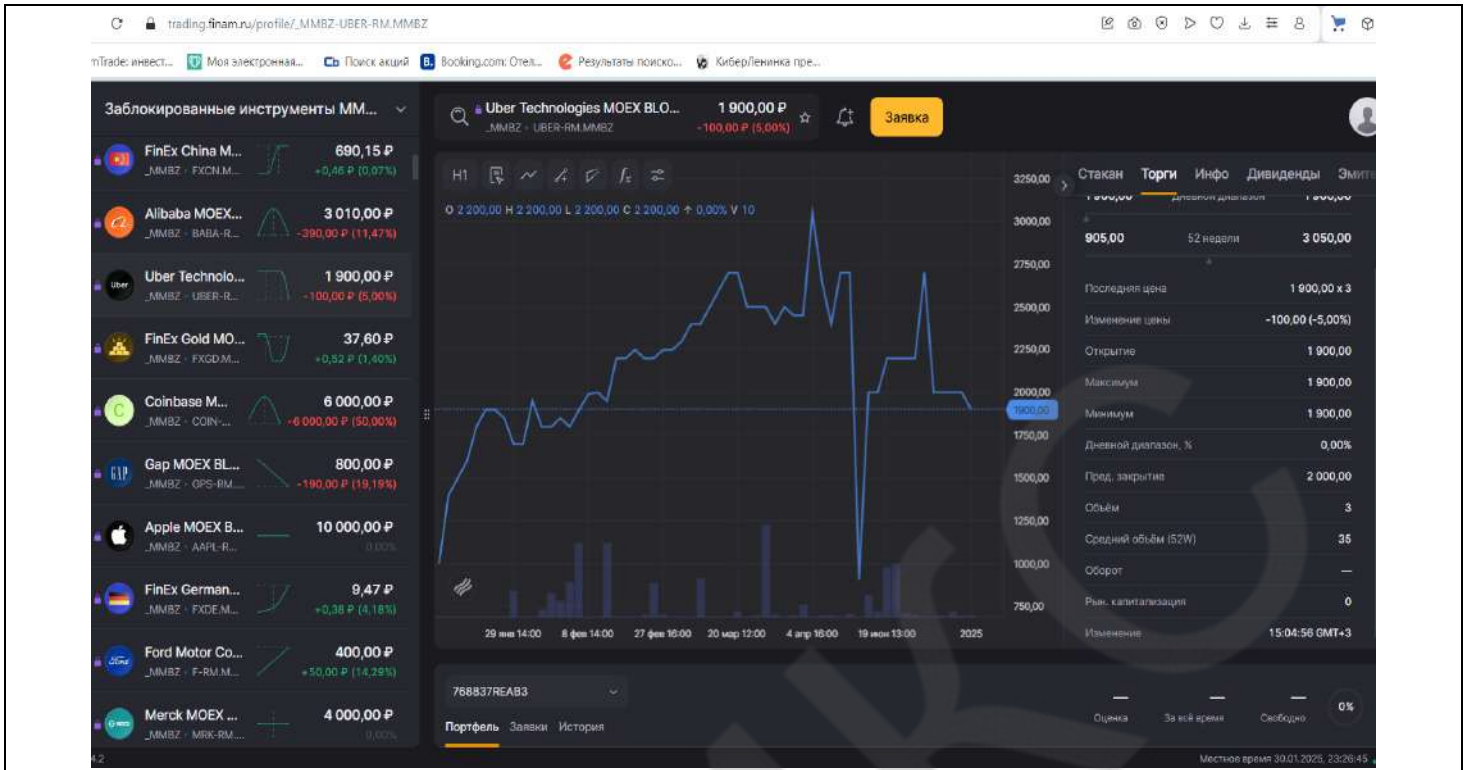 trading.finam.ru/profile/_MMBZ-UBER-RM.MMBZ
nTrade: инвест... Моя электронная... Сь Поиск акций B. Booking.com: Отел... Результаты поиско... КиберЛенинка пре...
Заблокированные инструменты ММ...
FinEx China M... 690,15 ₽
_MMBZ · FXCN.M... +0,46 ₽ (0,07%)
Alibaba MOEX... 3 010,00 ₽
_MMBZ · BABA-R... -390,00 ₽ (11,47%)
Uber Technolo... 1 900,00 ₽
_MMBZ · UBER-R... -100,00 ₽ (5,00%)
FinEx Gold MO... 37,60 ₽
_MMBZ · FXGD.M... +0,52 ₽ (1,40%)
Coinbase M... 6 000,00 ₽
_MMBZ · COIN-... -6 000,00 ₽ (50,00%)
GAP
Gap MOEX BL... 800,00 ₽
_MMBZ · GPS-RM.... -190,00 ₽ (19,19%)
Apple MOEX B... 10 000,00 ₽
_MMBZ · AAPL-R... 0,00%
FinEx German... 9,47 ₽
_MMBZ · FXDE.M... +0,38 ₽ (4,18%)
Ford Motor Co... 400,00 ₽
_MMBZ · F-RM.M... +50,00 ₽ (14,29%)
Merck MOEX ... 4 000,00 ₽
_MMBZ · MRK-RM.... 0,00%
4.2
Uber Technologies MOEX BLO... 1 900,00 ₽
_MMBZ · UBER-RM.MMBZ -100,00 ₽ (5,00%)
Заявка
H1
O 2 200,00 H 2 200,00 L 2 200,00 C 2 200,00 0,00% V 10
3250,00
3000,00
2750,00
2500,00
2250,00
2000,00
1900,00
1750,00
1500,00
1250,00
1000,00
750,00
29 янв 14:00 8 фев 14:00 27 фев 16:00 20 мар 12:00 4 апр 16:00 19 июн 13:00 2025
Стакан Торги Инфо Дивиденды Эмите
1 900,00 Дневной диапазон 1 900,00
905,00 52 недели 3 050,00
Последняя цена 1 900,00 x 3
Изменение цены -100,00 (-5,00%)
Открытие 1 900,00
Максимум 1 900,00
Минимум 1 900,00
Дневной диапазон, % 0,00%
Пред. закрытие 2 000,00
Объём 3
Средний объём (52W) 35
Оборот —
Рын. капитализация 0
Изменение 15:04:56 GMT+3
768837REAB3
Портфель Заявки История
— — —
Оценка За всё время Свободно 0%
Местное время 30.01.2025, 23:26:45